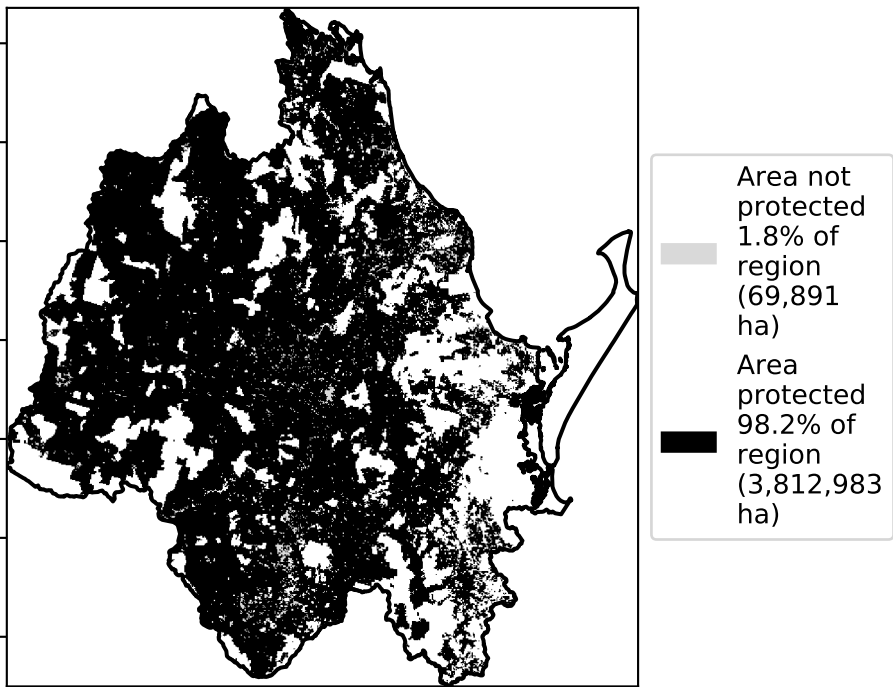 Area not
protected
1.8% of
region
(69,891
ha)
Area
protected
98.2% of
region
(3,812,983
ha)